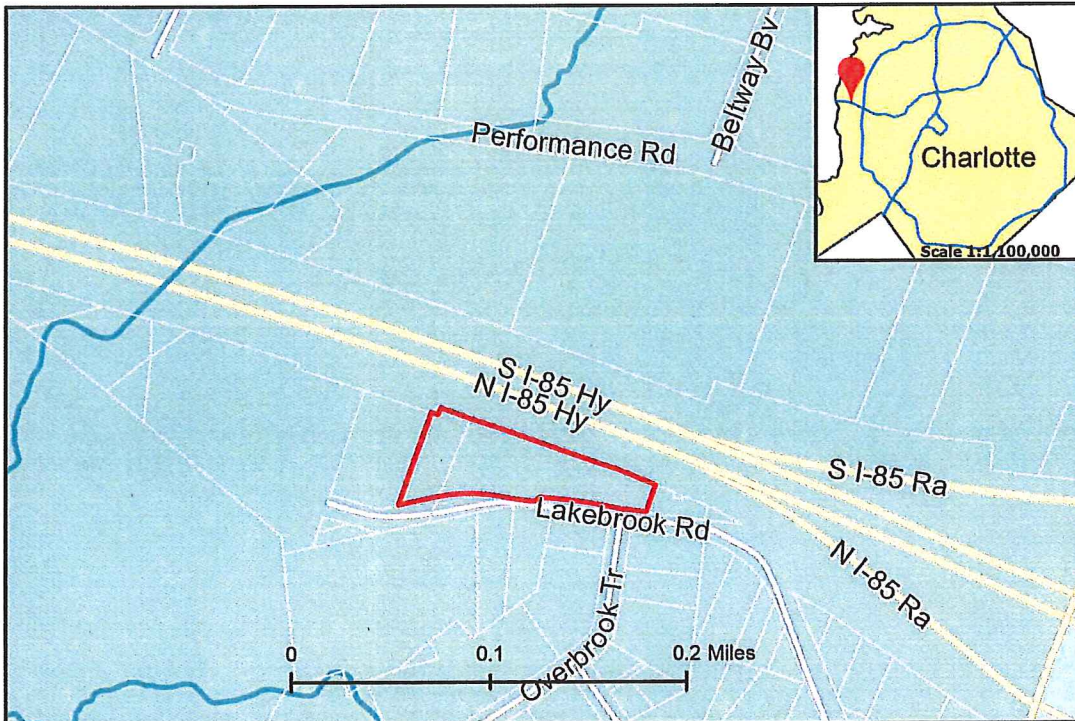 Beltway Bv
Performance Rd
Charlotte
Scale 1:1,100,000
S I-85 Hy
N I-85 Hy
S I-85 Ra
Lakebrook Rd
N I-85 Ra
Overbrook Tr
0 0.1 0.2 Miles